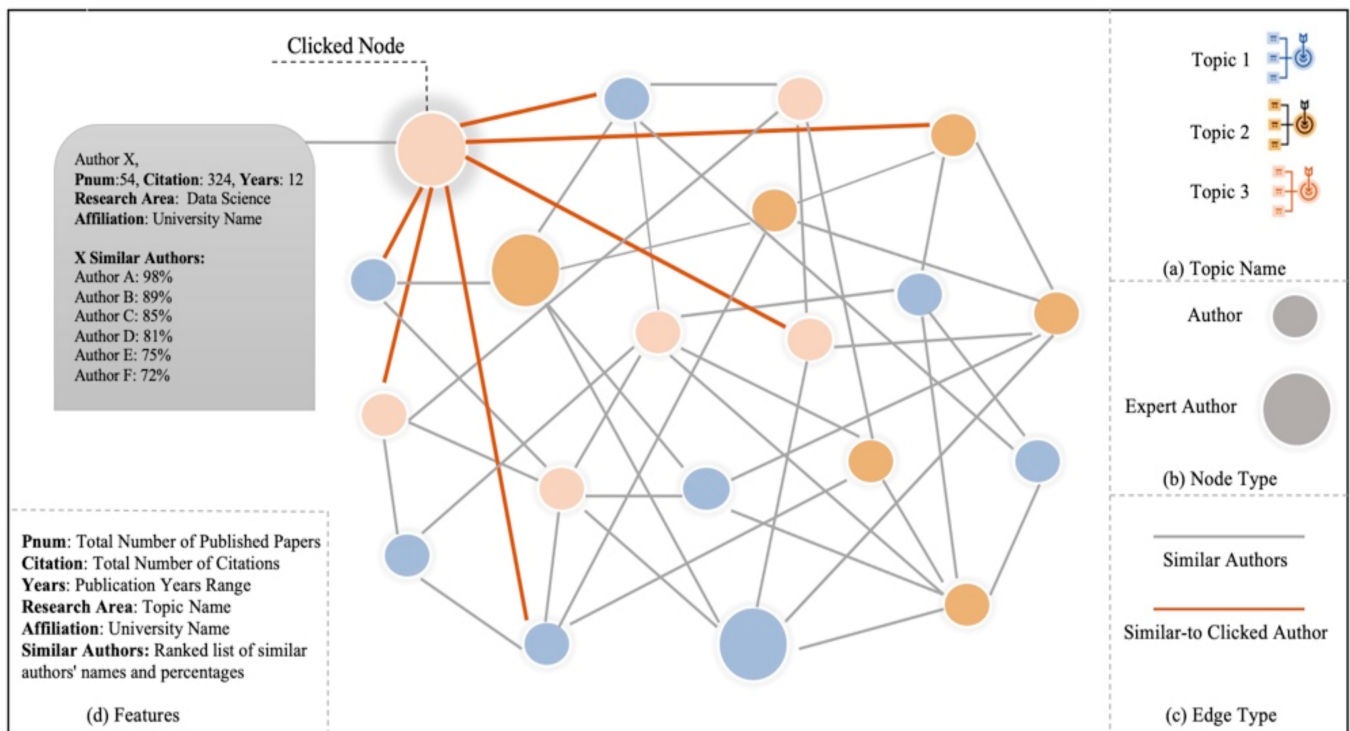 Clicked Node
Author X,
Pnum:54, Citation: 324, Years: 12
Research Area: Data Science
Affiliation: University Name
X Similar Authors:
Author A: 98%
Author B: 89%
Author C: 85%
Author D: 81%
Author E: 75%
Author F: 72%
Pnum: Total Number of Published Papers
Citation: Total Number of Citations
Years: Publication Years Range
Research Area: Topic Name
Affiliation: University Name
Similar Authors: Ranked list of similar
authors' names and percentages
(d) Features
Topic 1
Topic 2
Topic 3
(a) Topic Name
Author
Expert Author
(b) Node Type
Similar Authors
Similar-to Clicked Author
(c) Edge Type